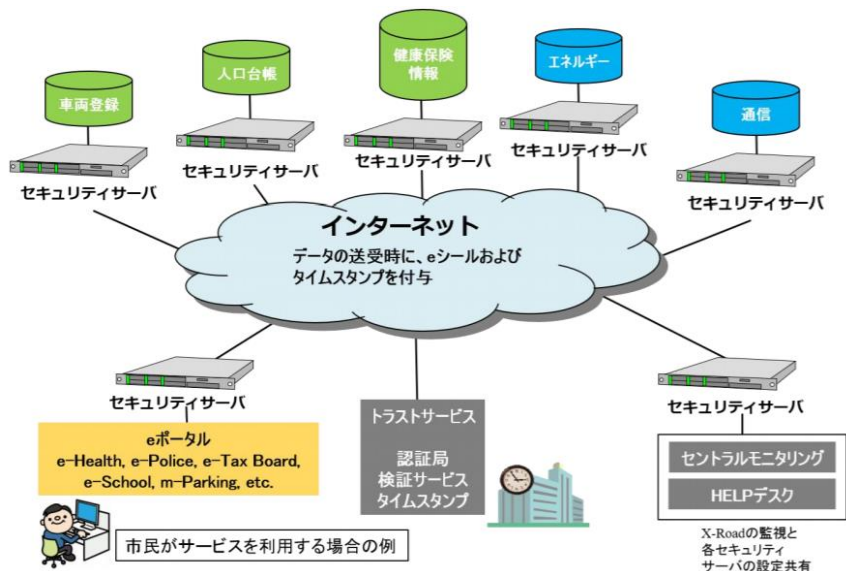 健康保険
情報
人口台帳
エネルギー
車両登録
通信
セキュリティサーバ
セキュリティサーバ
セキュリティサーバ
セキュリティサーバ
セキュリティサーバ
インターネット
データの送受時に、eシールおよび
タイムスタンプを付与
セキュリティサーバ
セキュリティサーバ
eポータル
e-Health, e-Police, e-Tax Board,
e-School, m-Parking, etc.
トラストサービス
認証局
検証サービス
タイムスタンプ
セントラルモニタリング
HELPデスク
市民がサービスを利用する場合の例
X-Roadの監視と
各セキュリティ
サーバの設定共有